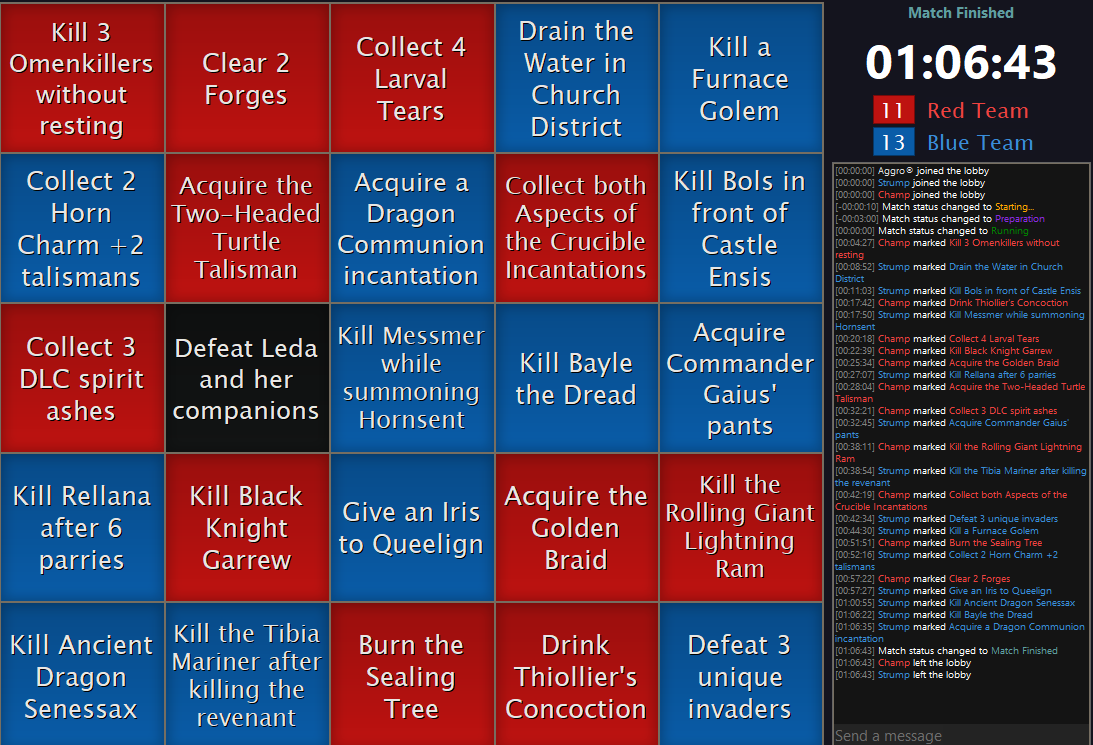 Kill 3
Omenkillers
without
resting
Clear 2
Forges
Collect 4
Larval
Tears
Drain the
Water in
Church
District
Kill a
Furnace
Golem
Collect 2
Horn
Charm +2
talismans
Acquire the
Two-Headed
Turtle
Talisman
Acquire a
Dragon
Communion
incantation
Collect both
Aspects of
the Crucible
Incantations
Kill Bols in
front of
Castle
Ensis
Collect 3
DLC spirit
ashes
Defeat Leda
and her
companions
Kill Messmer
while
summoning
Hornsent
Kill Bayle
the Dread
Acquire
Commander
Gaius'
pants
Kill Rellana
after 6
parries
Kill Black
Knight
Garrew
Give an Iris
to Queelign
Acquire the
Golden
Braid
Kill the
Rolling Giant
Lightning
Ram
Kill Ancient
Dragon
Senessax
Kill the Tibia
Mariner after
killing the
revenant
Burn the
Sealing
Tree
Drink
Thiollier's
Concoction
Defeat 3
unique
invaders
Match Finished
01:06:43
11 Red Team
13 Blue Team
[00:00:00] Aggro® joined the lobby
[00:00:00] Strump joined the lobby
[00:00:00] Champ joined the lobby
[-00:00:10] Match status changed to Starting...
[-00:03:00] Match status changed to Preparation
[00:00:00] Match status changed to Running
[00:04:27] Champ marked Kill 3 Omenkillers without
resting
[00:08:52] Strump marked Drain the Water in Church
District
[00:11:03] Strump marked Kill Bols in front of Castle Ensis
[00:17:42] Champ marked Drink Thiollier's Concoction
[00:17:50] Strump marked Kill Messmer while summoning
Hornsent
[00:20:18] Champ marked Collect 4 Larval Tears
[00:22:39] Champ marked Kill Black Knight Garrew
[00:25:34] Champ marked Acquire the Golden Braid
[00:27:07] Strump marked Kill Rellana after 6 parries
[00:28:04] Champ marked Acquire the Two-Headed Turtle
Talisman
[00:32:21] Champ marked Collect 3 DLC spirit ashes
[00:32:45] Strump marked Acquire Commander Gaius'
pants
[00:38:11] Champ marked Kill the Rolling Giant Lightning
Ram
[00:38:54] Strump marked Kill the Tibia Mariner after killing
the revenant
[00:42:19] Champ marked Collect both Aspects of the
Crucible Incantations
[00:42:34] Strump marked Defeat 3 unique invaders
[00:44:30] Strump marked Kill a Furnace Golem
[00:51:51] Champ marked Burn the Sealing Tree
[00:52:16] Strump marked Collect 2 Horn Charm +2
talismans
[00:57:22] Champ marked Clear 2 Forges
[00:57:27] Strump marked Give an Iris to Queelign
[01:00:55] Strump marked Kill Ancient Dragon Senessax
[01:06:22] Strump marked Kill Bayle the Dread
[01:06:35] Strump marked Acquire a Dragon Communion
incantation
[01:06:43] Match status changed to Match Finished
[01:06:43] Champ left the lobby
[01:06:43] Strump left the lobby
Send a message